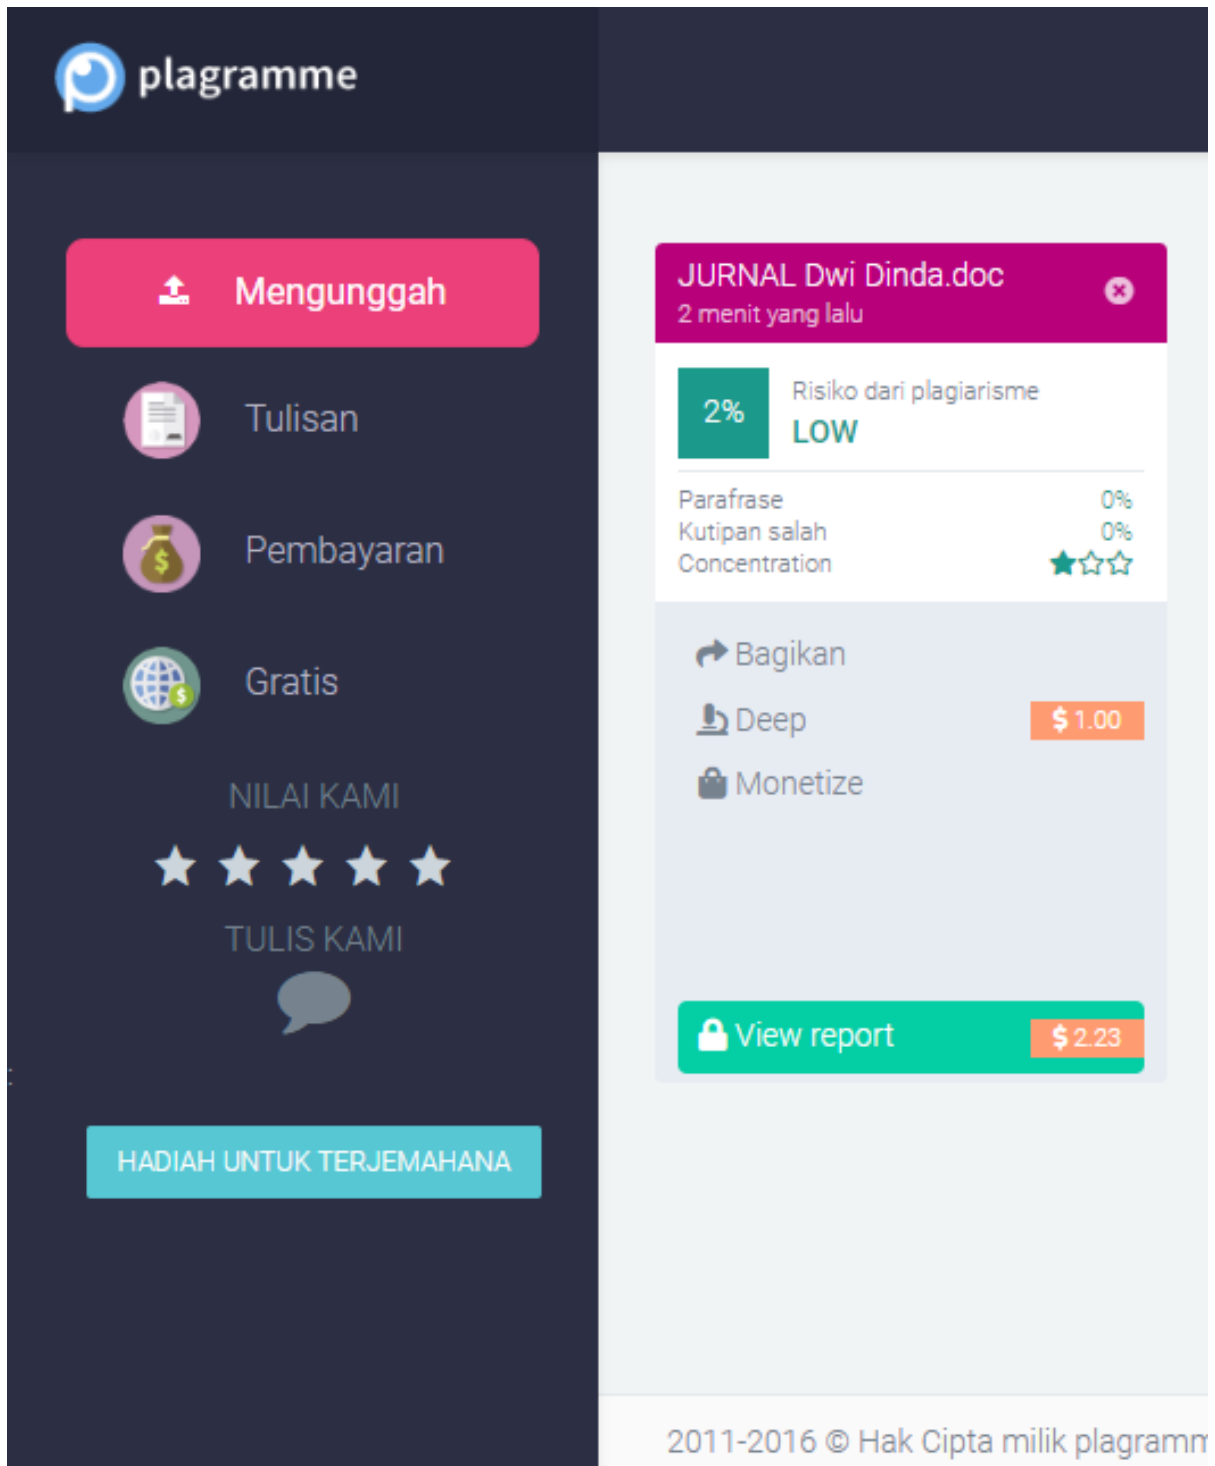 plagramme
Mengunggah
Tulisan
Pembayaran
Gratis
NILAI KAMI
TULIS KAMI
:
HADIAH UNTUK TERJEMAHANA
JURNAL Dwi Dinda.doc
2 menit yang lalu
2%
Risiko dari plagiarisme
LOW
Parafrase 0%
Kutipan salah 0%
Concentration
Bagikan
Deep $ 1.00
Monetize
View report $ 2.23
2011-2016 © Hak Cipta milik plagramm